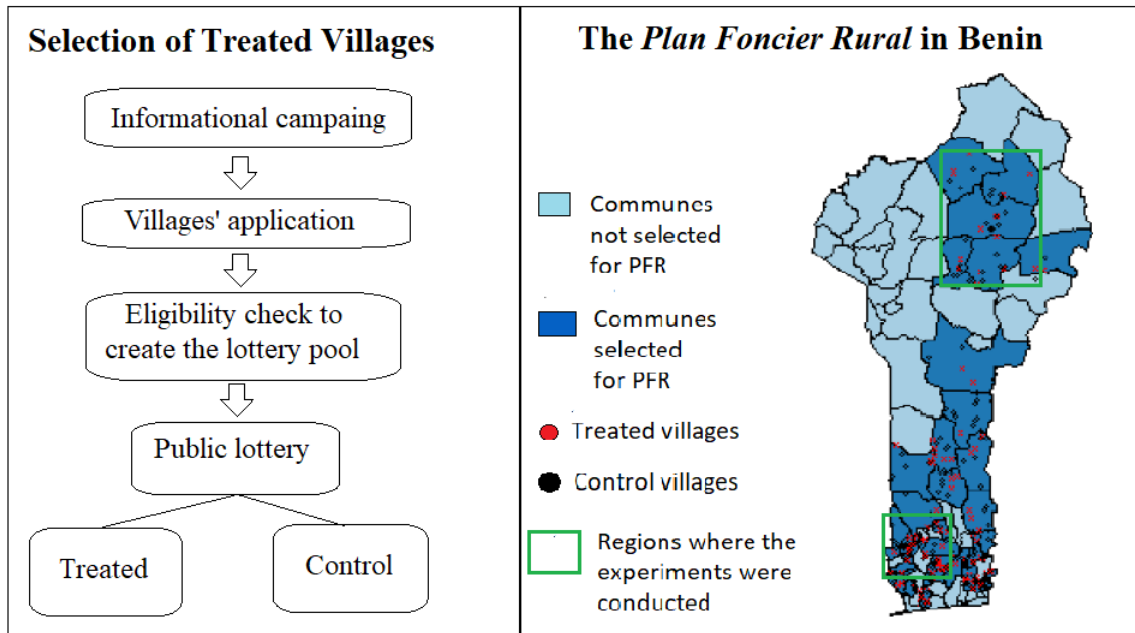 Selection of Treated Villages
Informational campaing
Villages' application
Eligibility check to
create the lottery pool
Public lottery
Treated
Control
The Plan Foncier Rural in Benin
Communes
not selected
for PFR
Communes
selected
for PFR
Treated villages
Control villages
Regions where the
experiments were
conducted